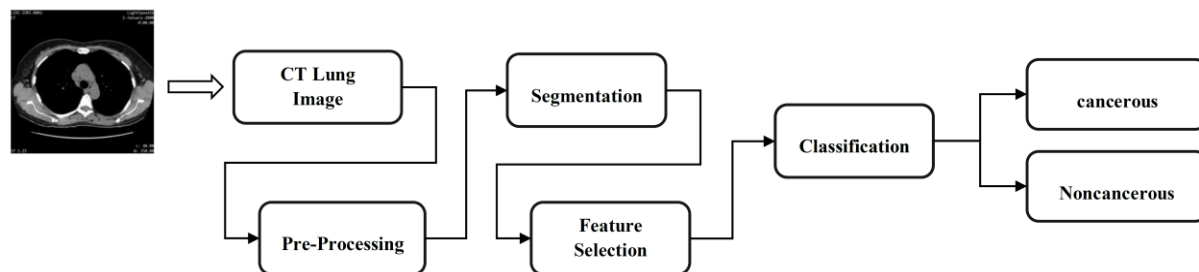 CT Lung
Image
Pre-Processing
Segmentation
Feature
Selection
Classification
cancerous
Noncancerous